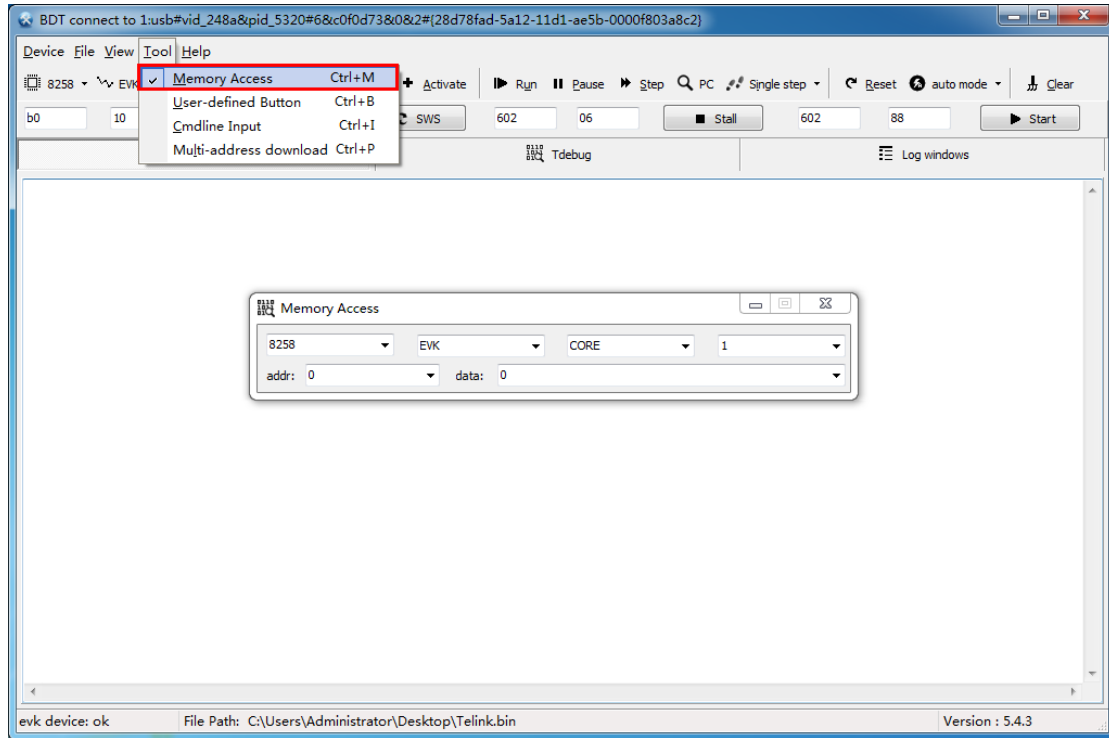 BDT connect to 1:usb#vid_248a&pid_5320#6&c0f0d73&0&2#{28d78fad-5a12-11d1-ae5b-0000f803a8c2}
Device File View Tool Help
8258 EVK Activate Run Pause Step PC Single step Reset auto mode Clear
Memory Access Ctrl+M
User-defined Button Ctrl+B
Cmdline Input Ctrl+I
Multi-address download Ctrl+P
b0 10 SWS 602 06 Stall 602 88 Start
Tdebug Log windows
Memory Access
8258 EVK CORE 1
addr: 0 data: 0
evk device: ok File Path: C:\Users\Administrator\Desktop\Telink.bin Version : 5.4.3